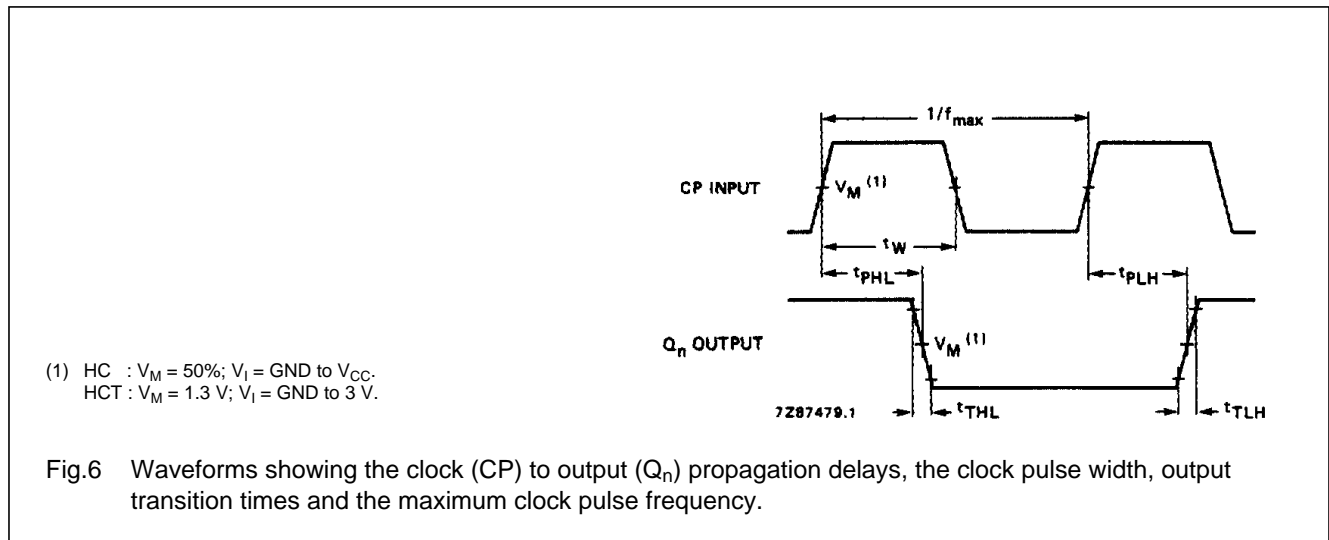 1/fmax
CP INPUT
VM (1)
tW
tPHL
tPLH
Qn OUTPUT
VM (1)
(1) HC : VM = 50%; VI = GND to VCC.
HCT : VM = 1.3 V; VI = GND to 3 V.
7Z87479.1
tTHL
tTLH
Fig.6 Waveforms showing the clock (CP) to output (Qn) propagation delays, the clock pulse width, output
transition times and the maximum clock pulse frequency.